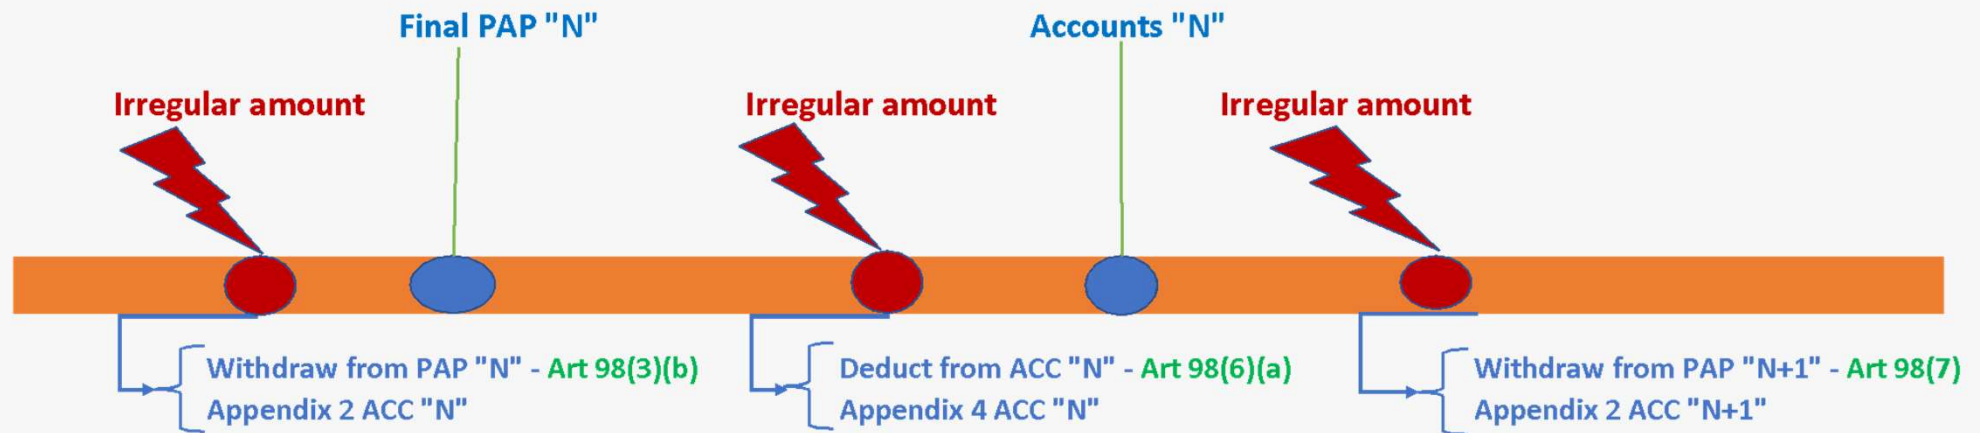 Final PAP "N"
Accounts "N"
Irregular amount
Irregular amount
Irregular amount
Withdraw from PAP "N" - Art 98(3)(b)
Appendix 2 ACC "N"
Deduct from ACC "N" - Art 98(6)(a)
Appendix 4 ACC "N"
Withdraw from PAP "N+1" - Art 98(7)
Appendix 2 ACC "N+1"